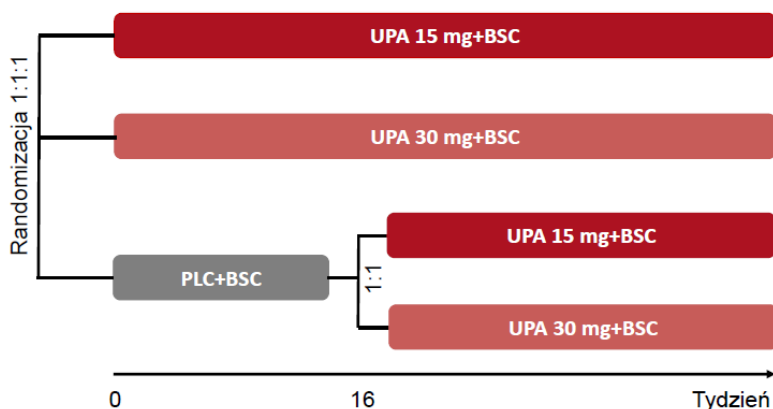 Randomizacja 1:1:1
UPA 15 mg+BSC
UPA 30 mg+BSC
PLC+BSC
1:1
UPA 15 mg+BSC
UPA 30 mg+BSC
0 16 Tydzień